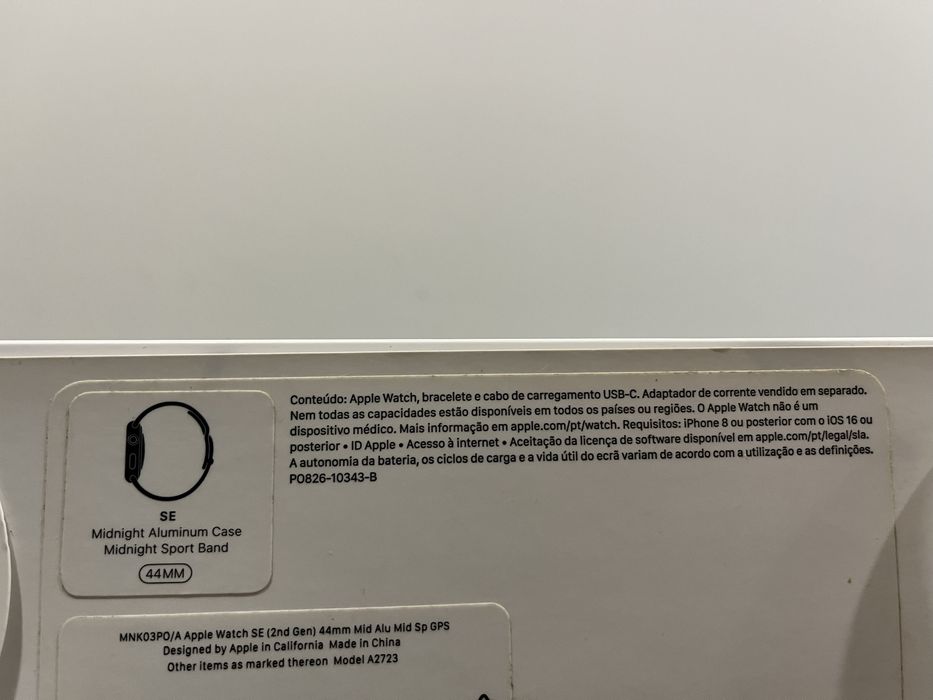 Conteúdo: Apple Watch, bracelete e cabo de carregamento USB-C. Adaptador de corrente vendido em separado.
Nem todas as capacidades estão disponíveis em todos os países ou regiões. O Apple Watch não é um
dispositivo médico. Mais informação em apple.com/pt/watch. Requisitos: iPhone 8 ou posterior com o iOS 16 ou
posterior • ID Apple • Acesso à internet • Aceitação da licença de software disponível em apple.com/pt/legal/sla.
A autonomia da bateria, os ciclos de carga e a vida útil do ecrã variam de acordo com a utilização e as definições.
PO826-10343-B
SE
Midnight Aluminum Case
Midnight Sport Band
44MM
MNK03PO/A Apple Watch SE (2nd Gen) 44mm Mid Alu Mid Sp GPS
Designed by Apple in California Made in China
Other items as marked thereon Model A2723